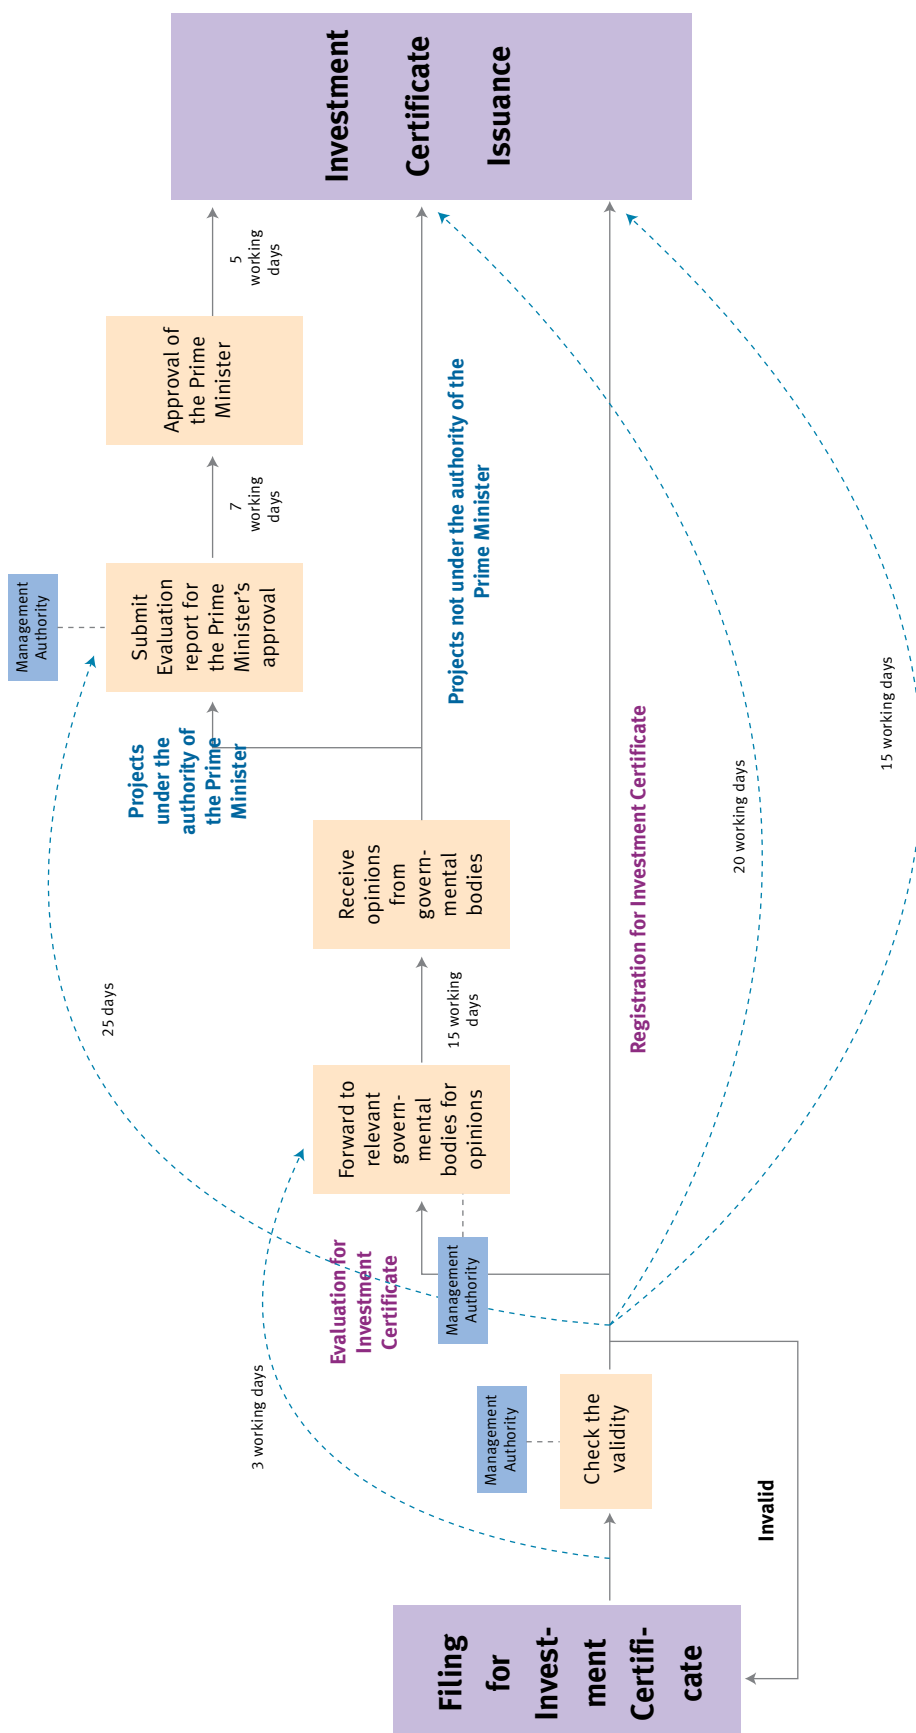 Filing
for
Invest-
ment
Certifi-
cate
Invalid
Check the
validity
Management
Authority
3 working days
Evaluation for
Investment
Certificate
Management
Authority
Forward to
relevant
govern-
mental
bodies for
opinions
15 working
days
Receive
opinions
from
govern-
mental
bodies
25 days
Projects
under the
authority of
the Prime
Minister
Management
Authority
Submit
Evaluation
report for
the Prime
Minister’s
approval
7
working
days
Approval of
the Prime
Minister
5
working
days
Projects not under the authority of the
Prime Minister
Registration for Investment Certificate
20 working days
15 working days
Investment
Certificate
Issuance